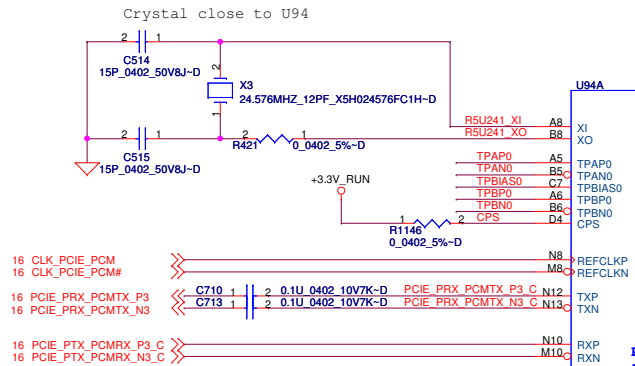 Crystal close to U94
2 1
C514
15P_0402_50V8J~D
2
X3
24.576MHZ_12PF_X5H024576FC1H~D
1
U94A
R5U241_XI A8 XI
2 1
R5U241_XO B8 XO
C515
15P_0402_50V8J~D
2 1
R421
0_0402_5%~D
TPAP0 A5 TPAP0
TPAN0 B5 TPAN0
TPBIAS0 C7 TPBIAS0
+3.3V_RUN
TPBP0 A6 TPBP0
TPBN0 B6 TPBN0
1 2 CPS D4 CPS
R1146
0_0402_5%~D
16 CLK_PCIE_PCM N8 REFCLKP
16 CLK_PCIE_PCM# M8 REFCLKN
16 PCIE_PRX_PCMTX_P3 C710 1 2 0.1U_0402_10V7K~D PCIE_PRX_PCMTX_P3_C N12 TXP
16 PCIE_PRX_PCMTX_N3 C713 1 2 0.1U_0402_10V7K~D PCIE_PRX_PCMTX_N3_C N13 TXN
16 PCIE_PTX_PCMRX_P3_C N10 RXP
16 PCIE_PTX_PCMRX_N3_C M10 RXN